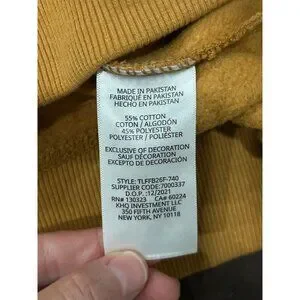 MADE IN PAKISTAN
FABRIQUÉ EN PAKISTAN
HECHO EN PAKISTAN
55% COTTON
COTON / ALGODÓN
45% POLYESTER
POLYESTER / POLIÉSTER
EXCLUSIVE OF DECORATION
SAUF DÉCORATION
EXCEPTO DE DECORACIÓN
STYLE: TLFFB26F-740
SUPPLIER CODE:7000337
D.O.P. :12/2021
RN# 130323 CA# 60224
KHQ INVESTMENT LLC
350 FIFTH AVENUE
NEW YORK, NY 10118